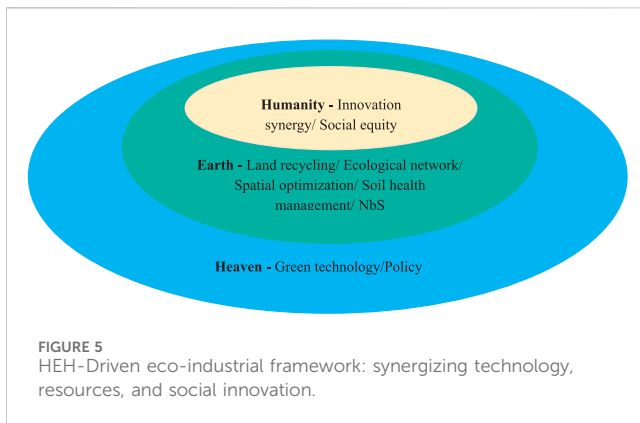 Humanity - Innovation
synergy/ Social equity
Earth - Land recycling/ Ecological network/
Spatial optimization/ Soil health
management/ NbS
Heaven - Green technology/Policy
FIGURE 5
HEH-Driven eco-industrial framework: synergizing technology,
resources, and social innovation.